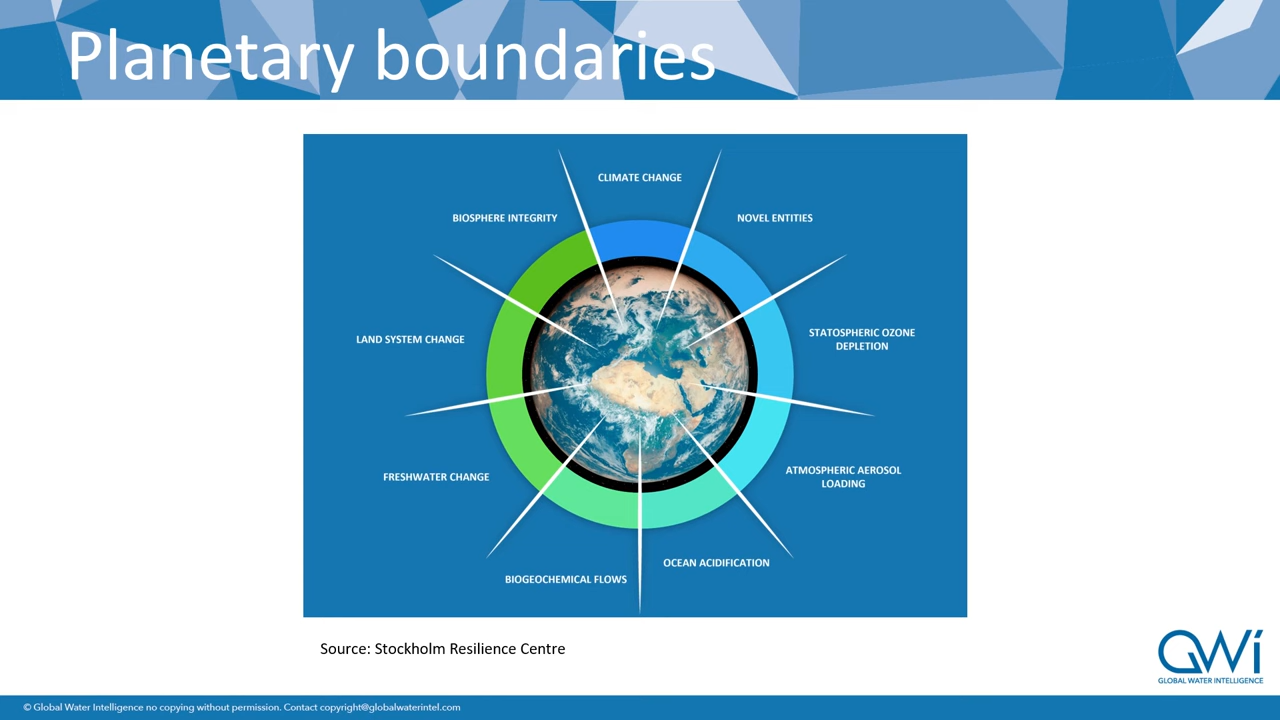 Planetary boundaries
CLIMATE CHANGE
BIOSPHERE INTEGRITY
NOVEL ENTITIES
LAND SYSTEM CHANGE
STATOSPHERIC OZONE
DEPLETION
FRESHWATER CHANGE
ATMOSPHERIC AEROSOL
LOADING
BIOGEOCHEMICAL FLOWS
OCEAN ACIDIFICATION
Source: Stockholm Resilience Centre
GWi
GLOBAL WATER INTELLIGENCE
© Global Water Intelligence no copying without permission. Contact copyright@globalwaterintel.com